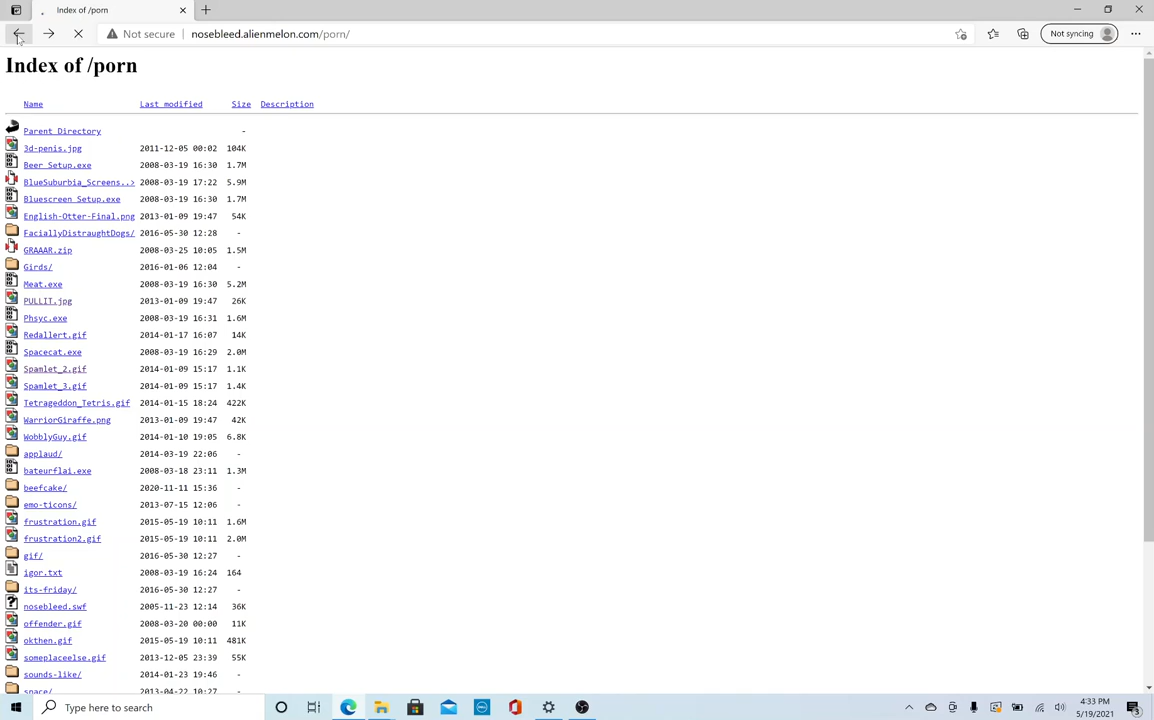 Index of /porn
Not secure | nosebleed.alienmelon.com/porn/
Not syncing
Index of /porn
Name Last modified Size Description
Parent Directory -
3d-penis.jpg 2011-12-05 00:02 104K
Beer Setup.exe 2008-03-19 16:30 1.7M
BlueSuburbia_Screens..> 2008-03-19 17:22 5.9M
Bluescreen Setup.exe 2008-03-19 16:30 1.7M
English-Otter-Final.png 2013-01-09 19:47 54K
FaciallyDistraughtDogs/ 2016-05-30 12:28 -
GRAAAR.zip 2008-03-25 10:05 1.5M
Girds/ 2016-01-06 12:04 -
Meat.exe 2008-03-19 16:30 5.2M
PULLIT.jpg 2013-01-09 19:47 26K
Phsyc.exe 2008-03-19 16:31 1.6M
Redallert.gif 2014-01-17 16:07 14K
Spacecat.exe 2008-03-19 16:29 2.0M
Spamlet_2.gif 2014-01-09 15:17 1.1K
Spamlet_3.gif 2014-01-09 15:17 1.4K
Tetrageddon_Tetris.gif 2014-01-15 18:24 422K
WarriorGiraffe.png 2013-01-09 19:47 42K
WobblyGuy.gif 2014-01-10 19:05 6.8K
applaud/ 2014-03-19 22:06 -
bateurflai.exe 2008-03-18 23:11 1.3M
beefcake/ 2020-11-11 15:36 -
emo-ticons/ 2013-07-15 12:06 -
frustration.gif 2015-05-19 10:11 1.6M
frustration2.gif 2015-05-19 10:11 2.0M
gif/ 2016-05-30 12:27 -
igor.txt 2008-03-19 16:24 164
its-friday/ 2016-05-30 12:27 -
nosebleed.swf 2005-11-23 12:14 36K
offender.gif 2008-03-20 00:00 11K
okthen.gif 2015-05-19 10:11 481K
someplaceelse.gif 2013-12-05 23:39 55K
sounds-like/ 2014-01-23 19:46 -
space/ 2013-04-22 10:27 -
Type here to search
4:33 PM
5/19/2021